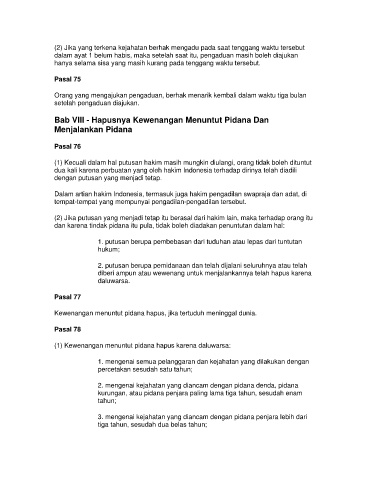 (2) Jika yang terkena kejahatan berhak mengadu pada saat tenggang waktu tersebut
dalam ayat 1 belum habis, maka setelah saat itu, pengaduan masih boleh diajukan
hanya selama sisa yang masih kurang pada tenggang waktu tersebut.
Pasal 75
Orang yang mengajukan pengaduan, berhak menarik kembali dalam waktu tiga bulan
setelah pengaduan diajukan.
Bab VIII - Hapusnya Kewenangan Menuntut Pidana Dan
Menjalankan Pidana
Pasal 76
(1) Kecuali dalam hal putusan hakim masih mungkin diulangi, orang tidak boleh dituntut
dua kali karena perbuatan yang oleh hakim Indonesia terhadap dirinya telah diadili
dengan putusan yang menjadi tetap.
Dalam artian hakim Indonesia, termasuk juga hakim pengadilan swapraja dan adat, di
tempat-tempat yang mempunyai pengadilan-pengadilan tersebut.
(2) Jika putusan yang menjadi tetap itu berasal dari hakim lain, maka terhadap orang itu
dan karena tindak pidana itu pula, tidak boleh diadakan penuntutan dalam hal:
1. putusan berupa pembebasan dari tuduhan atau lepas dari tuntutan
hukum;
2. putusan berupa pemidanaan dan telah dijalani seluruhnya atau telah
diberi ampun atau wewenang untuk menjalankannya telah hapus karena
daluwarsa.
Pasal 77
Kewenangan menuntut pidana hapus, jika tertuduh meninggal dunia.
Pasal 78
(1) Kewenangan menuntut pidana hapus karena daluwarsa:
1. mengenai semua pelanggaran dan kejahatan yang dilakukan dengan
percetakan sesudah satu tahun;
2. mengenai kejahatan yang diancam dengan pidana denda, pidana
kurungan, atau pidana penjara paling lama tiga tahun, sesudah enam
tahun;
3. mengenai kejahatan yang diancam dengan pidana penjara lebih dari
tiga tahun, sesudah dua belas tahun;